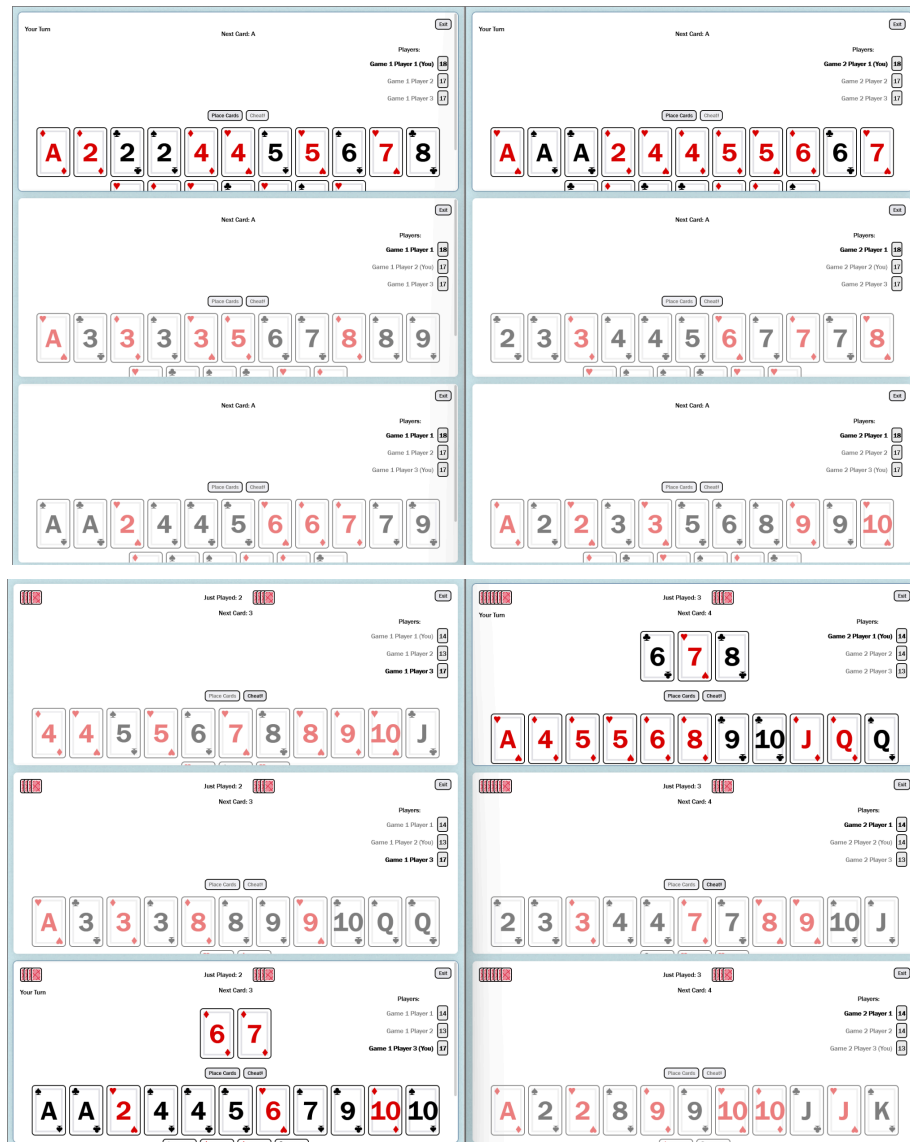 Exit
Your Turn
Next Card: A
Players:
Game 1 Player 1 (You) 18
Game 1 Player 2 17
Game 1 Player 3 17
Place Cards Cheat!
A 2 2 2 4 4 5 5 6 7 8
Exit
Your Turn
Next Card: A
Players:
Game 2 Player 1 (You) 18
Game 2 Player 2 17
Game 2 Player 3 17
Place Cards Cheat!
A A A 2 4 4 5 5 6 6 7
Exit
Next Card: A
Players:
Game 1 Player 1 18
Game 1 Player 2 (You) 17
Game 1 Player 3 17
Place Cards Cheat!
A 3 3 3 3 5 6 7 8 8 9
Exit
Next Card: A
Players:
Game 2 Player 1 18
Game 2 Player 2 (You) 17
Game 2 Player 3 17
Place Cards Cheat!
2 3 3 4 4 5 6 7 7 7 8
Exit
Next Card: A
Players:
Game 1 Player 1 18
Game 1 Player 2 17
Game 1 Player 3 (You) 17
Place Cards Cheat!
A A 2 4 4 5 6 6 7 7 9
Exit
Next Card: A
Players:
Game 2 Player 1 18
Game 2 Player 2 17
Game 2 Player 3 (You) 17
Place Cards Cheat!
A 2 2 3 3 5 6 8 9 9 10
Just Played: 2
Exit
Next Card: 3
Players:
Game 1 Player 1 (You) 14
Game 1 Player 2 13
Game 1 Player 3 17
Place Cards Cheat!
4 4 5 5 6 7 8 8 9 10 J
Just Played: 3
Exit
Your Turn
Next Card: 4
Players:
6 7 8
Game 2 Player 1 (You) 14
Game 2 Player 2 14
Game 2 Player 3 13
Place Cards Cheat!
A 4 5 5 6 8 9 10 J Q Q
Just Played: 2
Exit
Next Card: 3
Players:
Game 1 Player 1 14
Game 1 Player 2 (You) 13
Game 1 Player 3 17
Place Cards Cheat!
A 3 3 3 8 8 9 9 10 Q Q
Just Played: 3
Exit
Next Card: 4
Players:
Game 2 Player 1 14
Game 2 Player 2 (You) 14
Game 2 Player 3 13
Place Cards Cheat!
2 3 3 4 4 7 7 8 9 10 J
Just Played: 2
Exit
Your Turn
Next Card: 3
Players:
6 7
Game 1 Player 1 14
Game 1 Player 2 13
Game 1 Player 3 (You) 17
Place Cards Cheat!
A A 2 4 4 5 6 7 9 10 10
Just Played: 3
Exit
Next Card: 4
Players:
Game 2 Player 1 14
Game 2 Player 2 14
Game 2 Player 3 (You) 13
Place Cards Cheat!
A 2 2 8 9 9 10 10 J J K